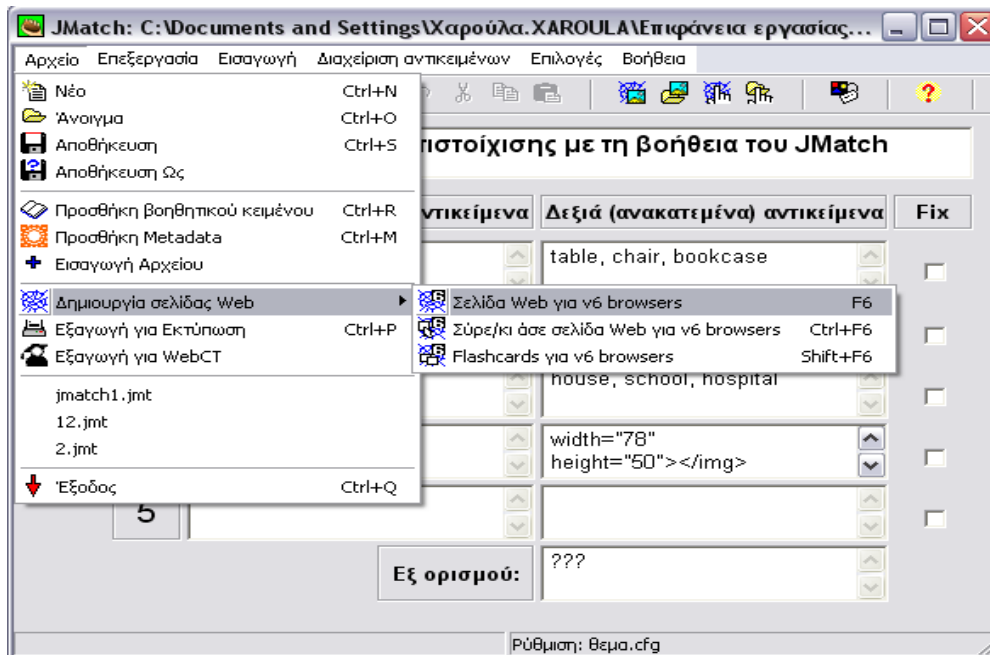 JMatch: C:\Documents and Settings\Χαρούλα.XAROULA\Επιφάνεια εργασίας...
Αρχείο Επεξεργασία Εισαγωγή Διαχείριση αντικειμένων Επιλογές Βοήθεια
Νέο Ctrl+N
Άνοιγμα Ctrl+O
Αποθήκευση Ctrl+S
Αποθήκευση Ως
τιστοίχισης με τη βοήθεια του JMatch
Προσθήκη βοηθητικού κειμένου Ctrl+R
Προσθήκη Metadata Ctrl+M
Εισαγωγή Αρχείου
ντικείμενα Δεξιά (ανακατεμένα) αντικείμενα Fix
table, chair, bookcase
Δημιουργία σελίδας Web
Εξαγωγή για Εκτύπωση Ctrl+P
Εξαγωγή για WebCT
Σελίδα Web για v6 browsers F6
Σύρε/κι άσε σελίδα Web για v6 browsers Ctrl+F6
Flashcards για v6 browsers Shift+F6
house, school, hospital
jmatch1.jmt
12.jmt
2.jmt
width="78"
height="50"></img>
Έξοδος Ctrl+Q
5
Εξ ορισμού: ???
Ρύθμιση: θεμα.cfg